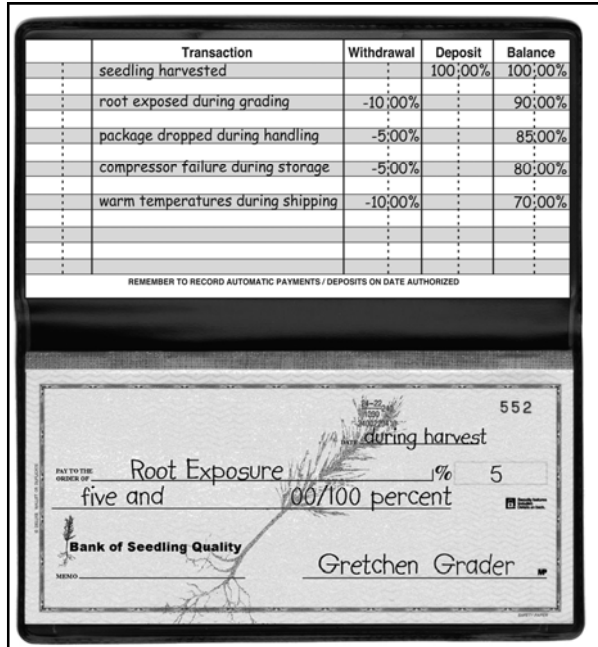 Transaction Withdrawal Deposit Balance
seedling harvested 100 00% 100 00%
root exposed during grading -10 00% 90 00%
package dropped during handling -5 00% 85 00%
compressor failure during storage -5 00% 80 00%
warm temperatures during shipping -10 00% 70 00%
REMEMBER TO RECORD AUTOMATIC PAYMENTS / DEPOSITS ON DATE AUTHORIZED
552
DATE during harvest
PAY TO THE
ORDER OF Root Exposure % 5
five and 00/100 percent
Bank of Seedling Quality
MEMO Gretchen Grader MP